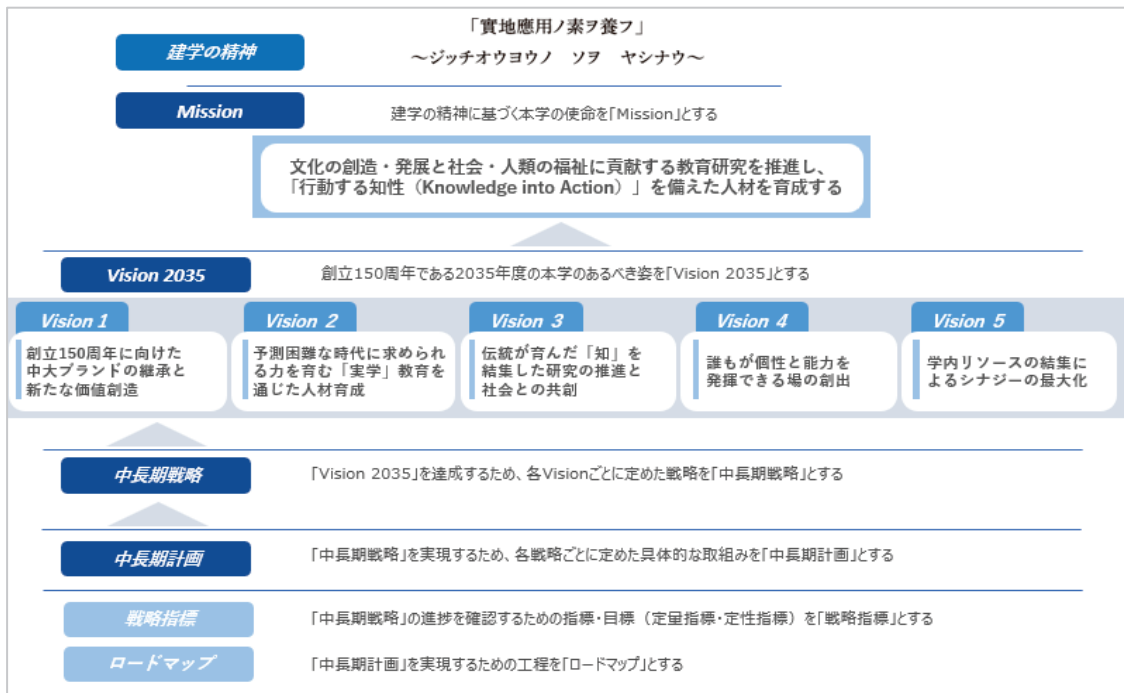 「實地應用ノ素ヲ養フ」
建学の精神
～ジッチオウヨウノ　ソヲ　ヤシナウ～
Mission
建学の精神に基づく本学の使命を「Mission」とする
文化の創造・発展と社会・人類の福祉に貢献する教育研究を推進し、
「行動する知性（Knowledge into Action）」を備えた人材を育成する
Vision 2035
創立150周年である2035年度の本学のあるべき姿を「Vision 2035」とする
Vision 1
創立150周年に向けた
中大ブランドの継承と
新たな価値創造
Vision 2
予測困難な時代に求められ
る力を育む「実学」教育を
通じた人材育成
Vision 3
伝統が育んだ「知」を
結集した研究の推進と
社会との共創
Vision 4
誰もが個性と能力を
発揮できる場の創出
Vision 5
学内リソースの結集に
よるシナジーの最大化
中長期戦略
「Vision 2035」を達成するため、各Visionごとに定めた戦略を「中長期戦略」とする
中長期計画
「中長期戦略」を実現するため、各戦略ごとに定めた具体的な取組みを「中長期計画」とする
戦略指標
「中長期戦略」の進捗を確認するための指標・目標（定量指標・定性指標）を「戦略指標」とする
ロードマップ
「中長期計画」を実現するための工程を「ロードマップ」とする